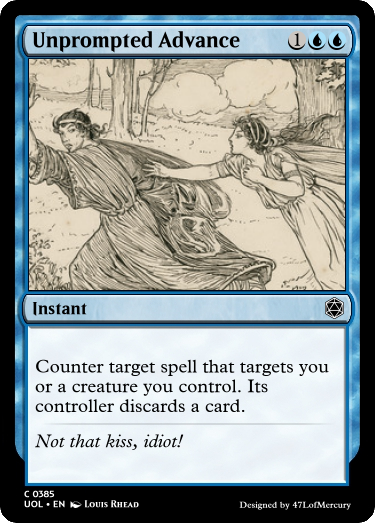 Unprompted Advance 1
Instant
Counter target spell that targets you
or a creature you control. Its
controller discards a card.
Not that kiss, idiot!
C 0385
UOL • EN Louis Rhead
Designed by 47LofMercury